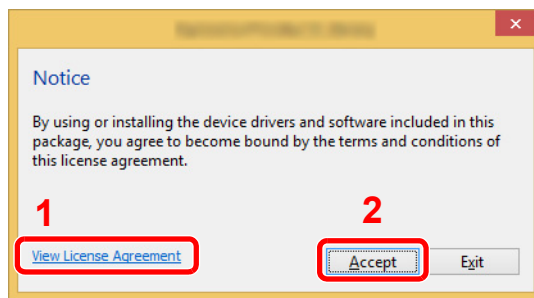 Notice
By using or installing the device drivers and software included in this
package, you agree to become bound by the terms and conditions of
this license agreement.
1
2
View License Agreement
Accept
Exit